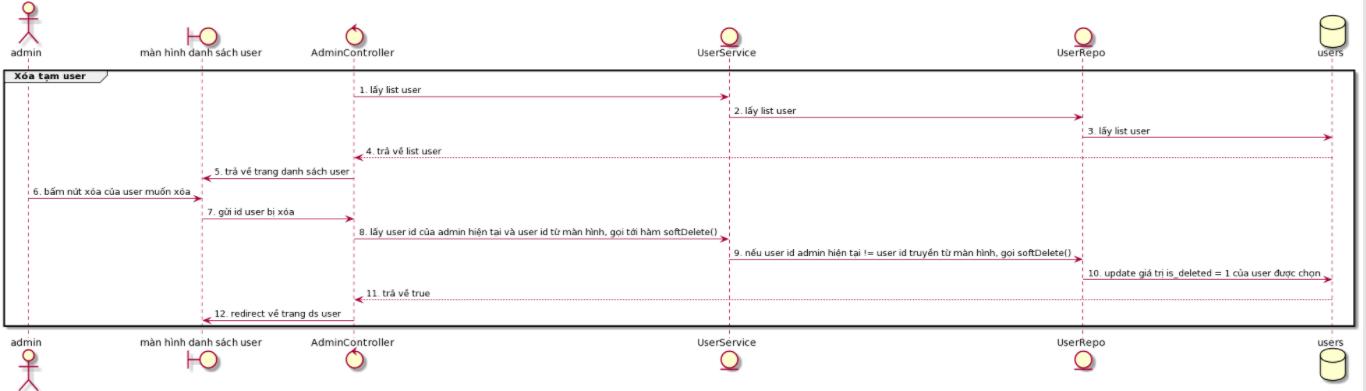 admin
màn hình danh sách user
AdminController
UserService
UserRepo
users
Xóa tạm user
1. lấy list user
2. lấy list user
3. lấy list user
4. trả về list user
5. trả về trang danh sách user
6. bấm nút xóa của user muốn xóa
7. gửi id user bị xóa
8. lấy user id của admin hiện tại và user id từ màn hình, gọi tới hàm softDelete()
9. nếu user id admin hiện tại != user id truyền từ màn hình, gọi softDelete()
10. update giá trị is_deleted = 1 của user được chọn
11. trả về true
12. redirect về trang ds user
admin
màn hình danh sách user
AdminController
UserService
UserRepo
users